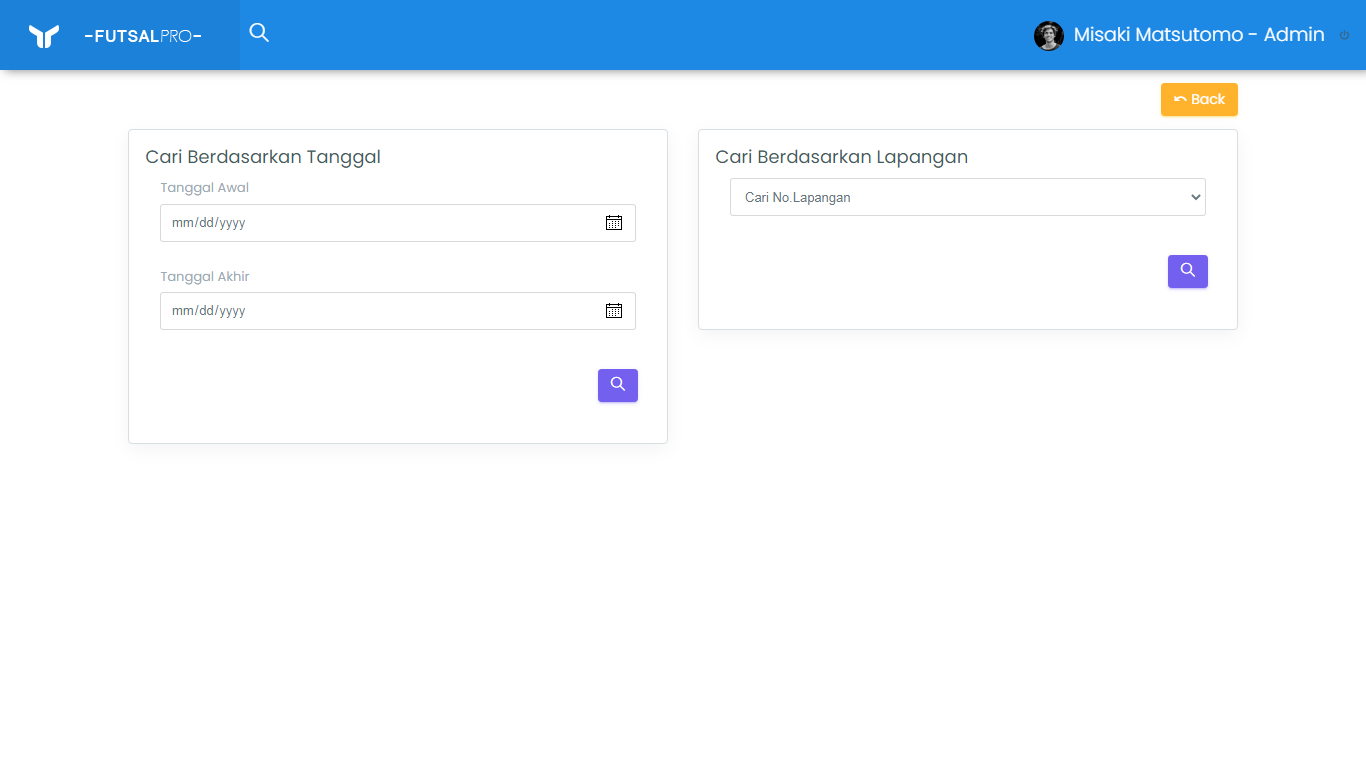 -FUTSALPRO-
Misaki Matsutomo - Admin
Back
Cari Berdasarkan Tanggal
Tanggal Awal
mm/dd/yyyy
Tanggal Akhir
mm/dd/yyyy
Cari Berdasarkan Lapangan
Cari No.Lapangan